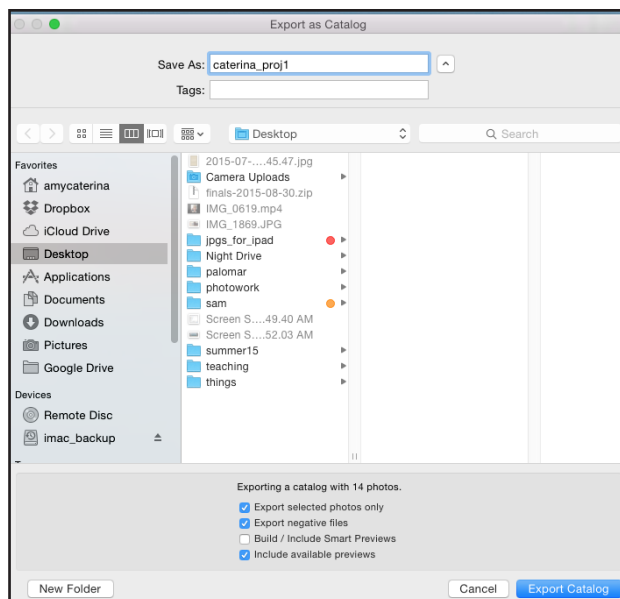 Export as Catalog
Save As: caterina_proj1
Tags:
Desktop
Search
Favorites
amycaterina
Dropbox
iCloud Drive
Desktop
Applications
Documents
Downloads
Pictures
Google Drive
Devices
Remote Disc
imac_backup
2015-07-....45.47.jpg
Camera Uploads
finals-2015-08-30.zip
IMG_0619.mp4
IMG_1869.JPG
jpgs_for_ipad
Night Drive
palomar
photowork
sam
Screen S....49.40 AM
Screen S....52.03 AM
summer15
teaching
things
Exporting a catalog with 14 photos.
Export selected photos only
Export negative files
Build / Include Smart Previews
Include available previews
New Folder
Cancel
Export Catalog